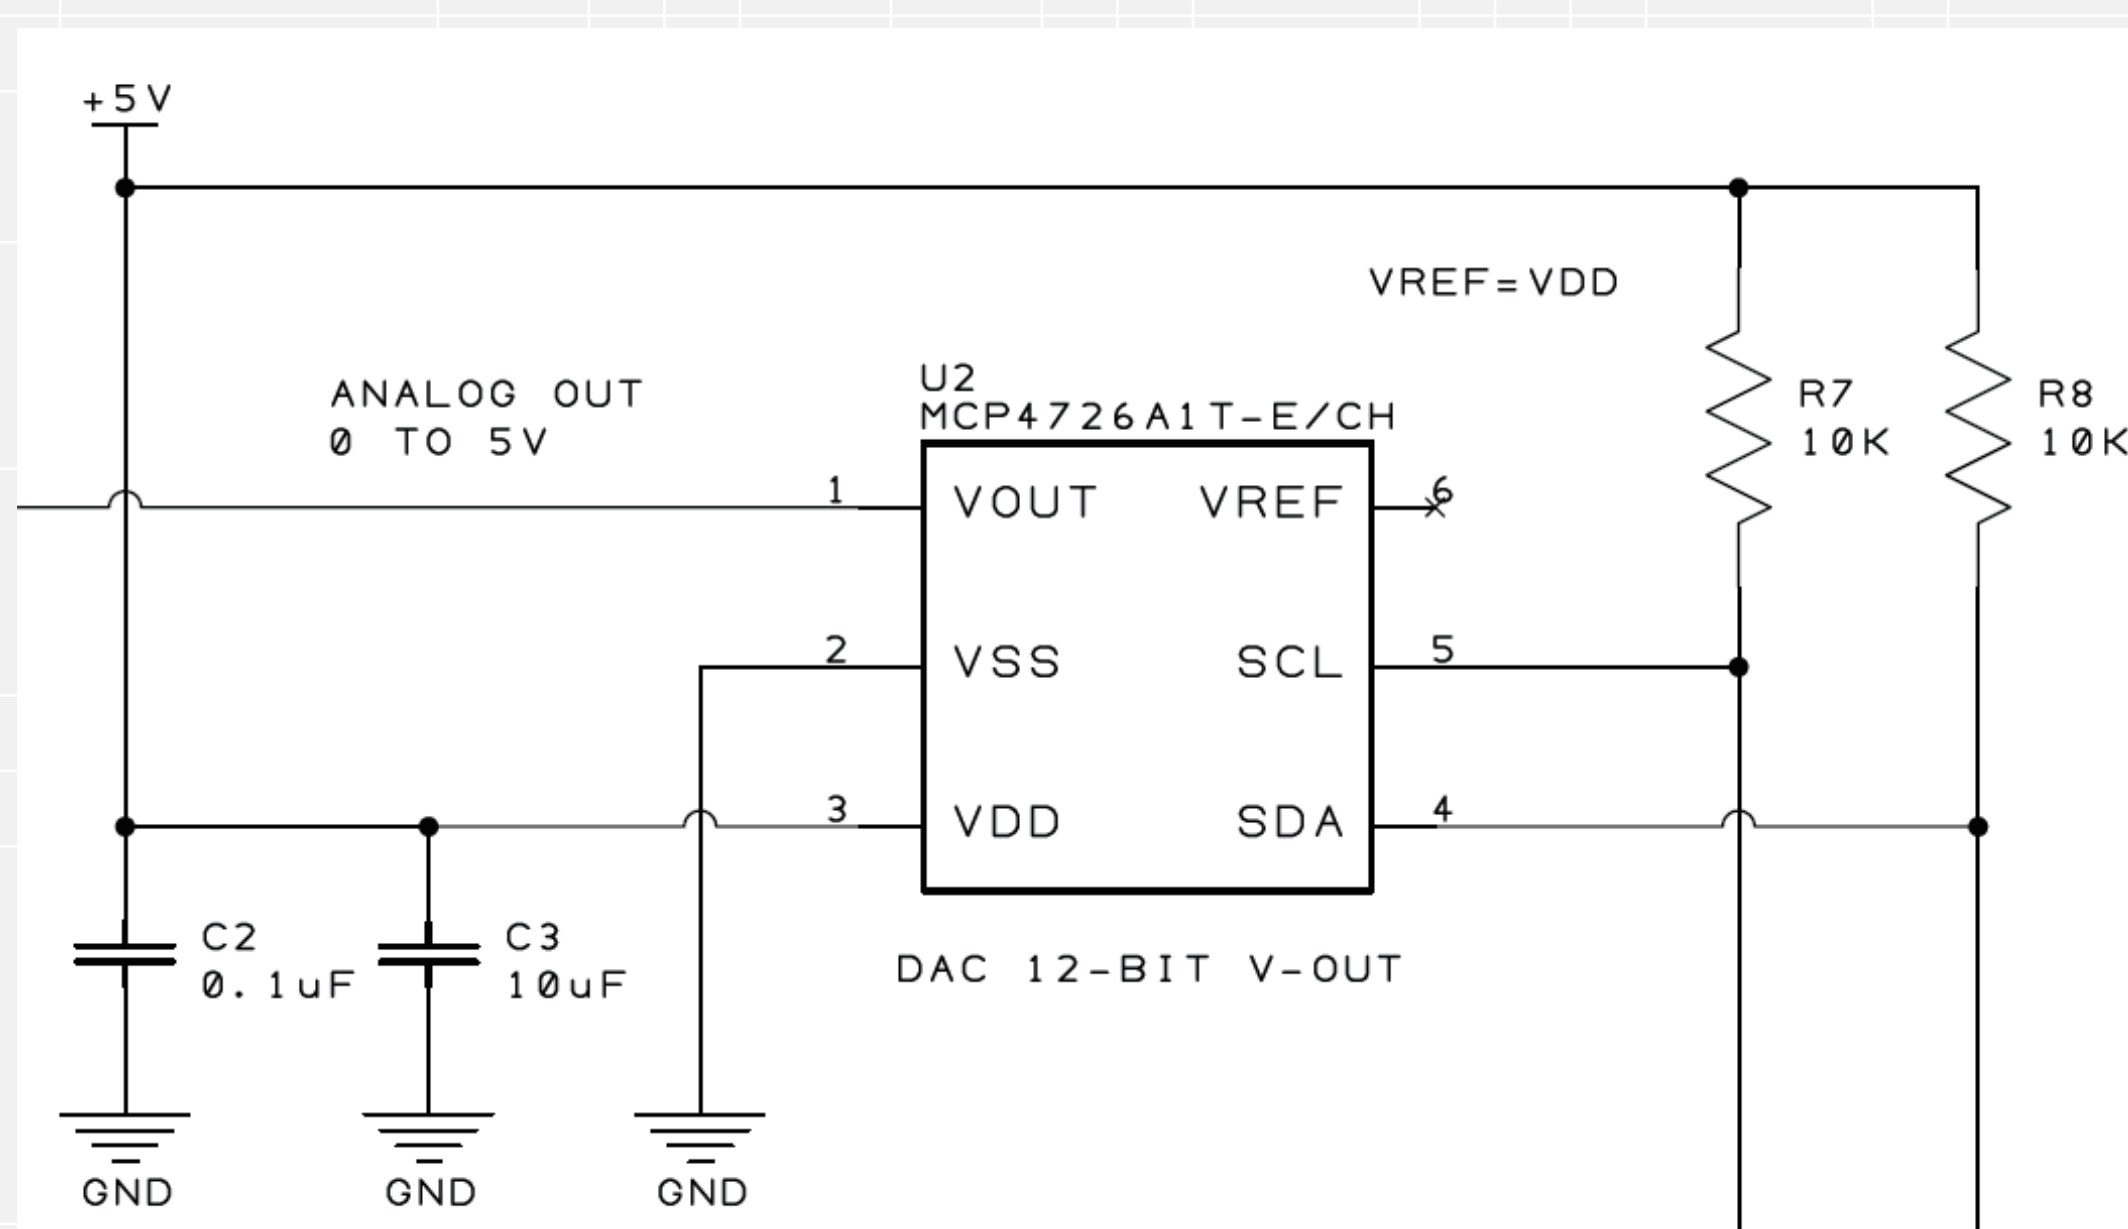 +5V
VREF=VDD
U2
MCP4726A1T-E/CH
ANALOG OUT
0 TO 5V
R7
10K
R8
10K
1
VOUT
VREF
6
2
VSS
SCL
5
3
VDD
SDA
4
C2
0.1uF
C3
10uF
DAC 12-BIT V-OUT
GND
GND
GND